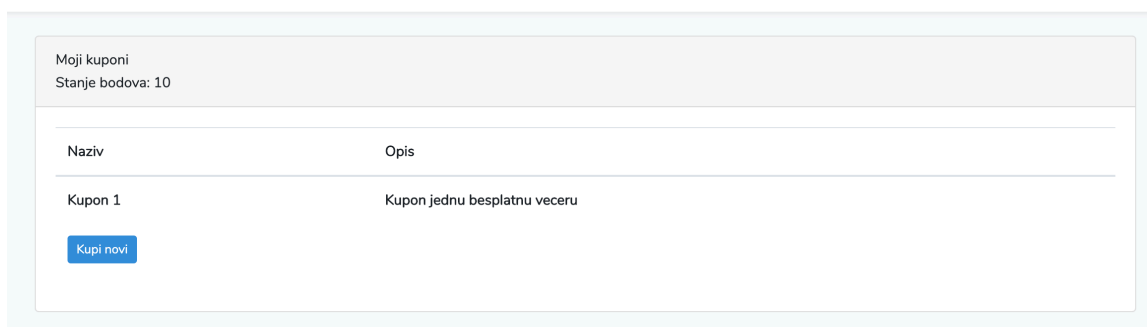 Moji kuponi
Stanje bodova: 10
Naziv Opis
Kupon 1 Kupon jednu besplatnu veceru
Kupi novi